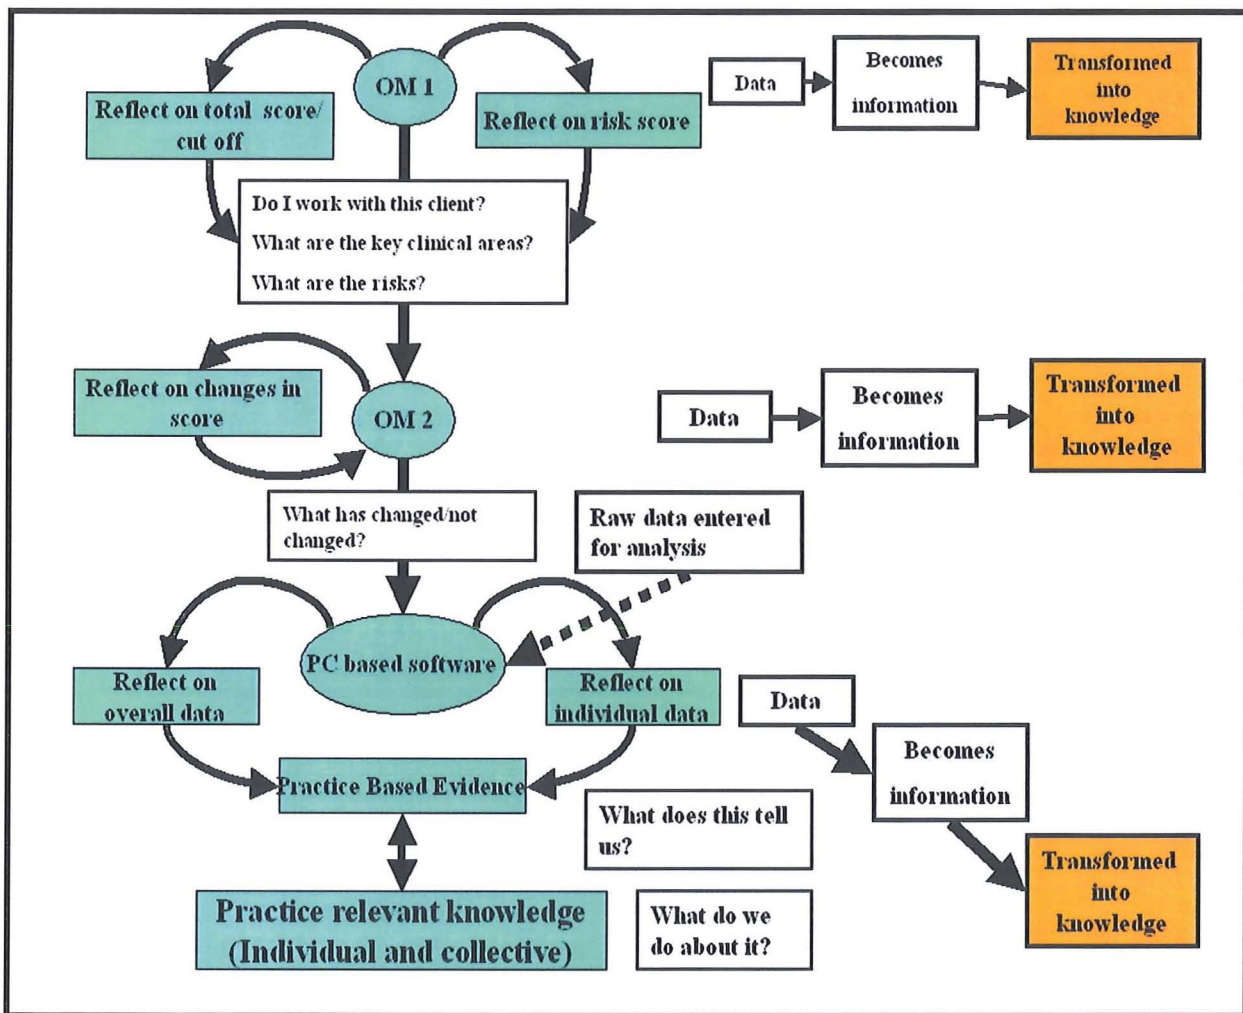 OM 1
Reflect on total score/
cut off
Reflect on risk score
Data
Becomes
information
Transformed
into
knowledge
Do I work with this client?
What are the key clinical areas?
What are the risks?
Reflect on changes in
score
OM 2
Data
Becomes
information
Transformed
into
knowledge
What has changed/not
changed?
Raw data entered
for analysis
PC based software
Reflect on
overall data
Reflect on
individual data
Data
Becomes
information
Transformed
into
knowledge
Practice Based Evidence
What does this tell
us?
Practice relevant knowledge
(Individual and collective)
What do we
do about it?